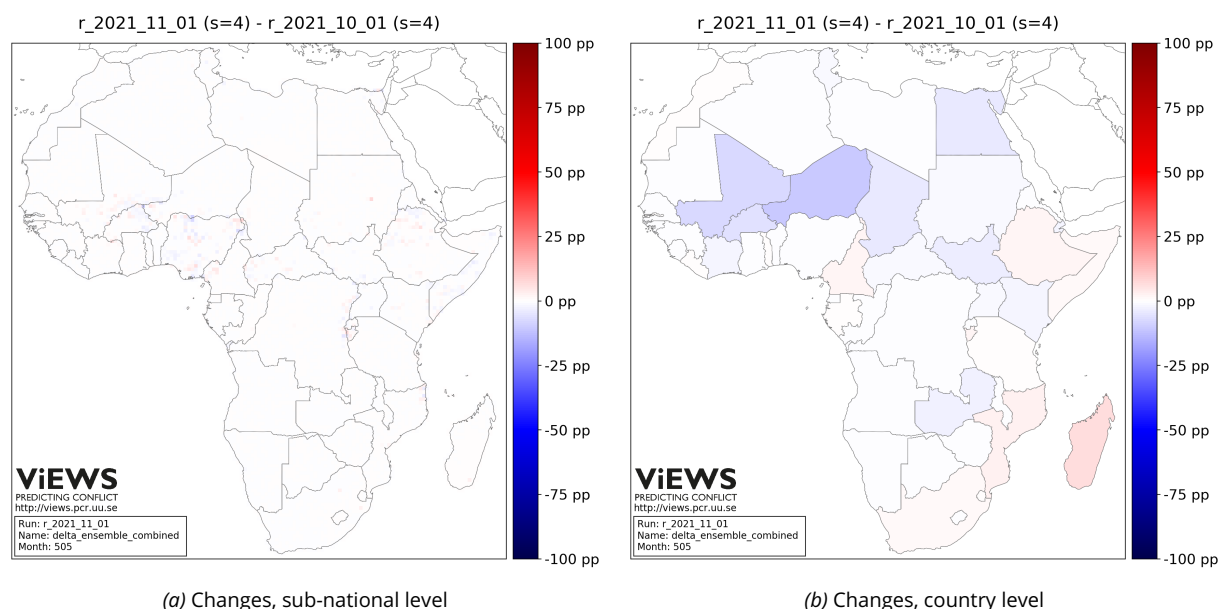 r_2021_11_01 (s=4) - r_2021_10_01 (s=4)
100 pp
75 pp
50 pp
25 pp
0 pp
-25 pp
-50 pp
-75 pp
-100 pp
ViEWS
PREDICTING CONFLICT
http://views.pcr.uu.se
Run: r_2021_11_01
Name: delta_ensemble_combined
Month: 505
(a) Changes, sub-national level
r_2021_11_01 (s=4) - r_2021_10_01 (s=4)
100 pp
75 pp
50 pp
25 pp
0 pp
-25 pp
-50 pp
-75 pp
-100 pp
ViEWS
PREDICTING CONFLICT
http://views.pcr.uu.se
Run: r_2021_11_01
Name: delta_ensemble_combined
Month: 505
(b) Changes, country level